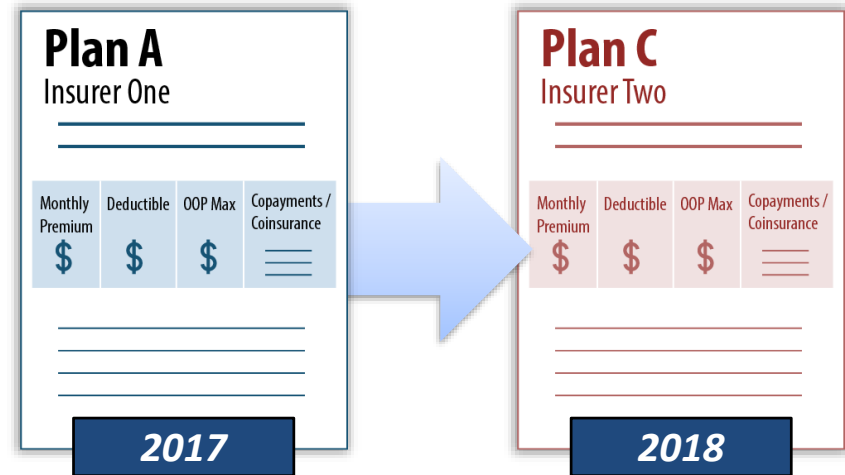 Plan A
Insurer One
Monthly Premium
$
Deductible
$
OOP Max
$
Copayments / Coinsurance
2017
Plan C
Insurer Two
Monthly Premium
$
Deductible
$
OOP Max
$
Copayments / Coinsurance
2018